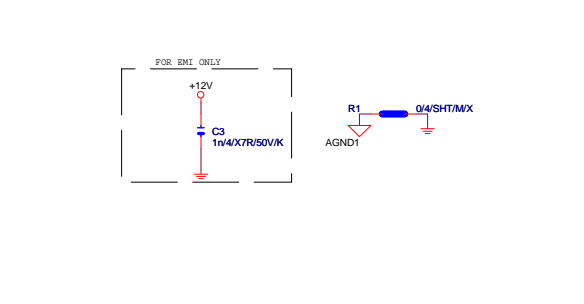 FOR EMI ONLY
+12V
C3
1n/4/X7R/50V/K
R1
0/4/SHT/M/X
AGND1